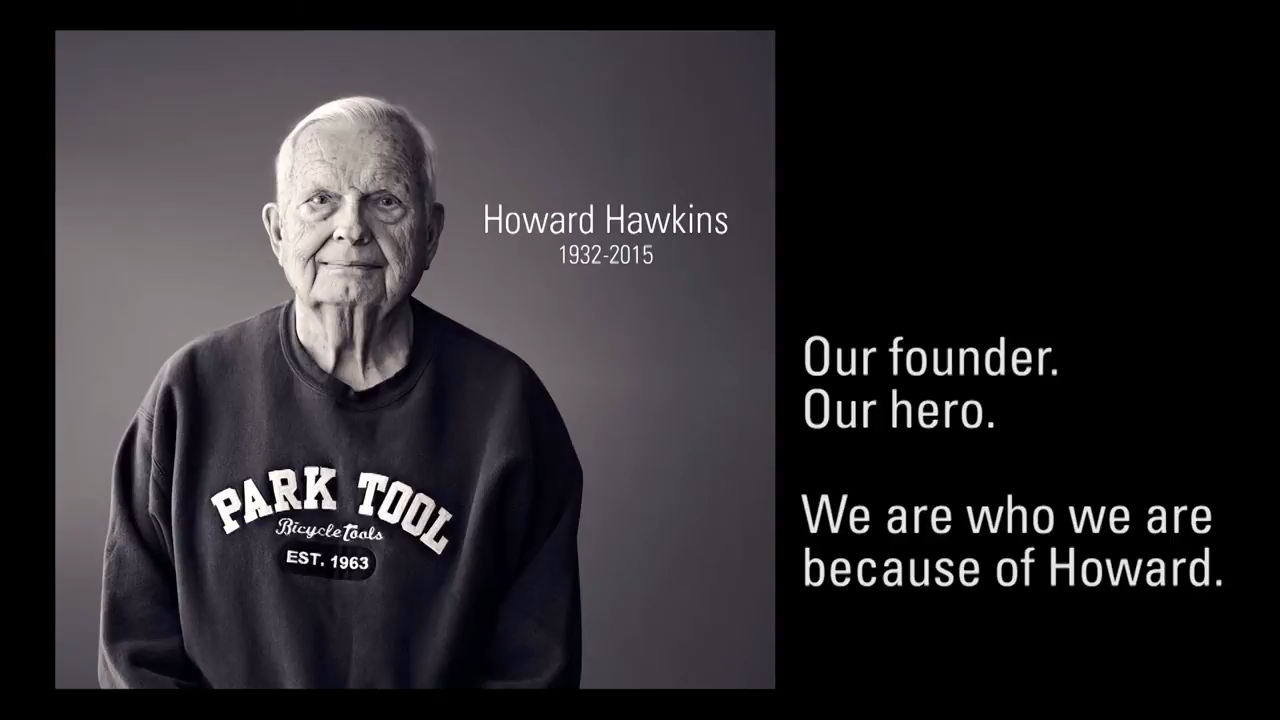 Howard Hawkins
1932-2015
PARK TOOL
Bicycle tools
EST. 1963
Our founder.
Our hero.
We are who we are
because of Howard.